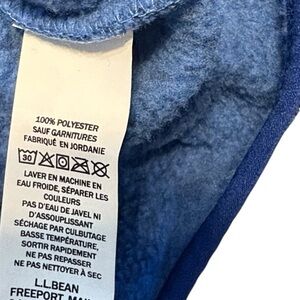 100% POLYESTER
SAUF GARNITURES
FABRIQUÉ EN JORDANIE
30
LAVER EN MACHINE EN
EAU FROIDE, SÉPARER LES
COULEURS
PAS D'EAU DE JAVEL NI
D'ASSOUPLISSANT
SÉCHAGE PAR CULBUTAGE
BASSE TEMPÉRATURE,
SORTIR RAPIDEMENT
NE PAS REPASSER
NE PAS NETTOYER À SEC
L.L.BEAN
FREEPORT, MAIN